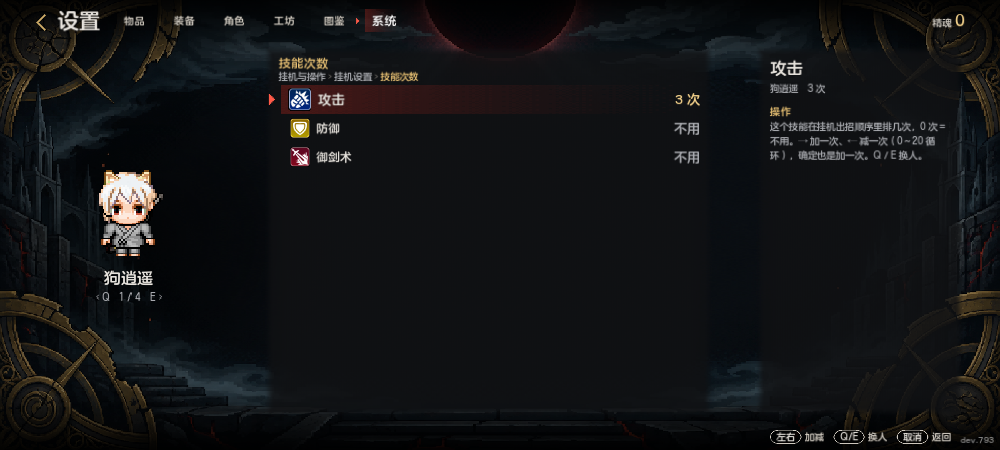 设置
物品 装备 角色 工坊 图鉴 系统
精魂 0
技能次数
挂机与操作 › 挂机设置 › 技能次数
攻击 3 次
防御 不用
御剑术 不用
狗逍遥
‹Q 1/4 E›
攻击
狗逍遥 3 次
操作
这个技能在挂机出招顺序里排几次，0 次 =
不用。→ 加一次、← 减一次（0~20 循
环），确定也是加一次。Q / E 换人。
左右 加减 Q/E 换人 取消 返回 dev.793